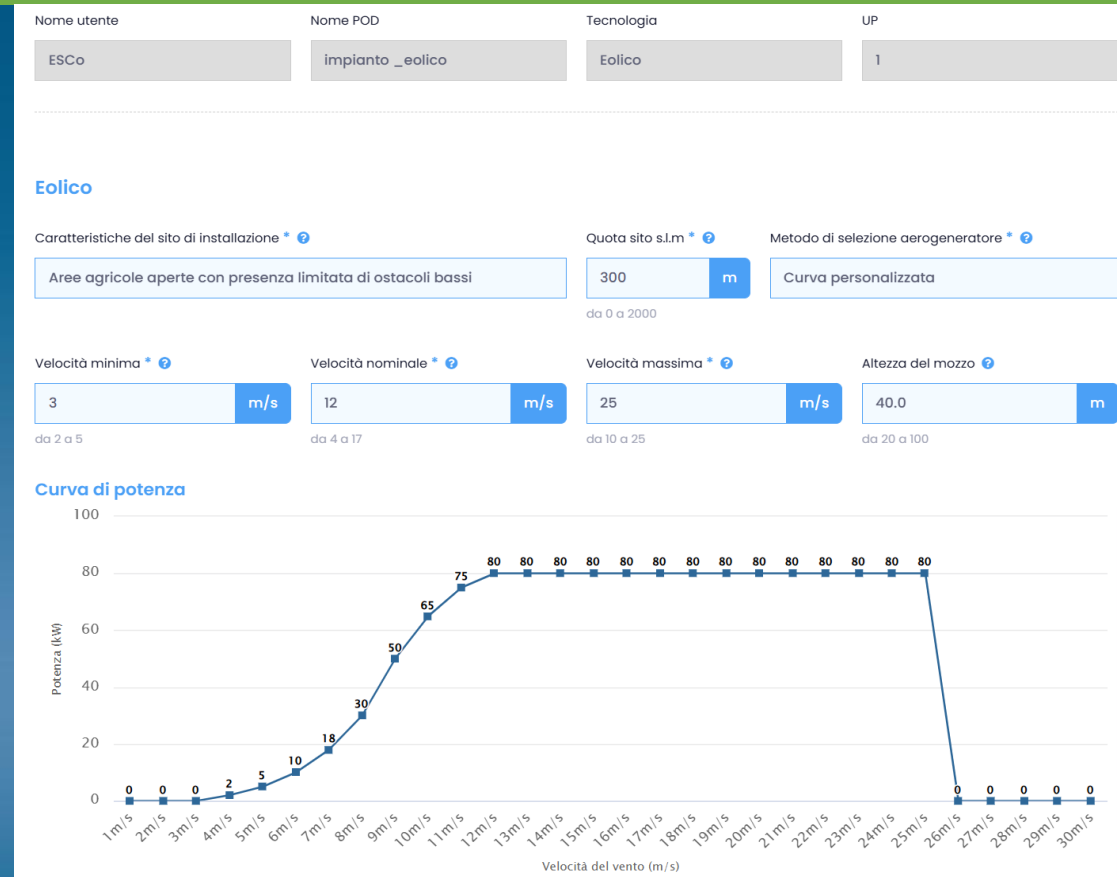 Nome utente Nome POD Tecnologia UP
ESCo impianto _eolico Eolico 1
Eolico
Caratteristiche del sito di installazione * ? Quota sito s.l.m * ? Metodo di selezione aerogeneratore * ?
Aree agricole aperte con presenza limitata di ostacoli bassi 300 m Curva personalizzata
da 0 a 2000
Velocità minima * ? Velocità nominale * ? Velocità massima * ? Altezza del mozzo ?
3 m/s 12 m/s 25 m/s 40.0 m
da 2 a 5 da 4 a 17 da 10 a 25 da 20 a 100
Curva di potenza
100
80
60
40
20
0
Potenza (kW)
0 0 0 2 5 10 18 30 50 65 75 80 80 80 80 80 80 80 80 80 80 80 80 80 80 0 0 0 0 0
1m/s 2m/s 3m/s 4m/s 5m/s 6m/s 7m/s 8m/s 9m/s 10m/s 11m/s 12m/s 13m/s 14m/s 15m/s 16m/s 17m/s 18m/s 19m/s 20m/s 21m/s 22m/s 23m/s 24m/s 25m/s 26m/s 27m/s 28m/s 29m/s 30m/s
Velocità del vento (m/s)